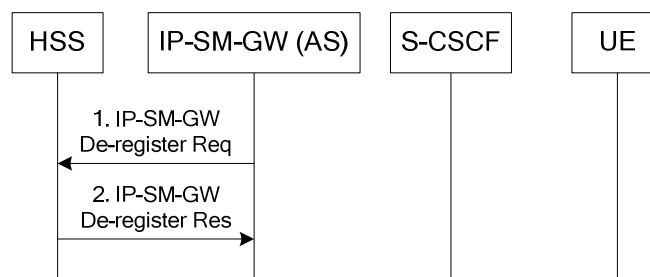 HSS
IP-SM-GW (AS)
S-CSCF
UE
1. IP-SM-GW
De-register Req
2. IP-SM-GW
De-register Res